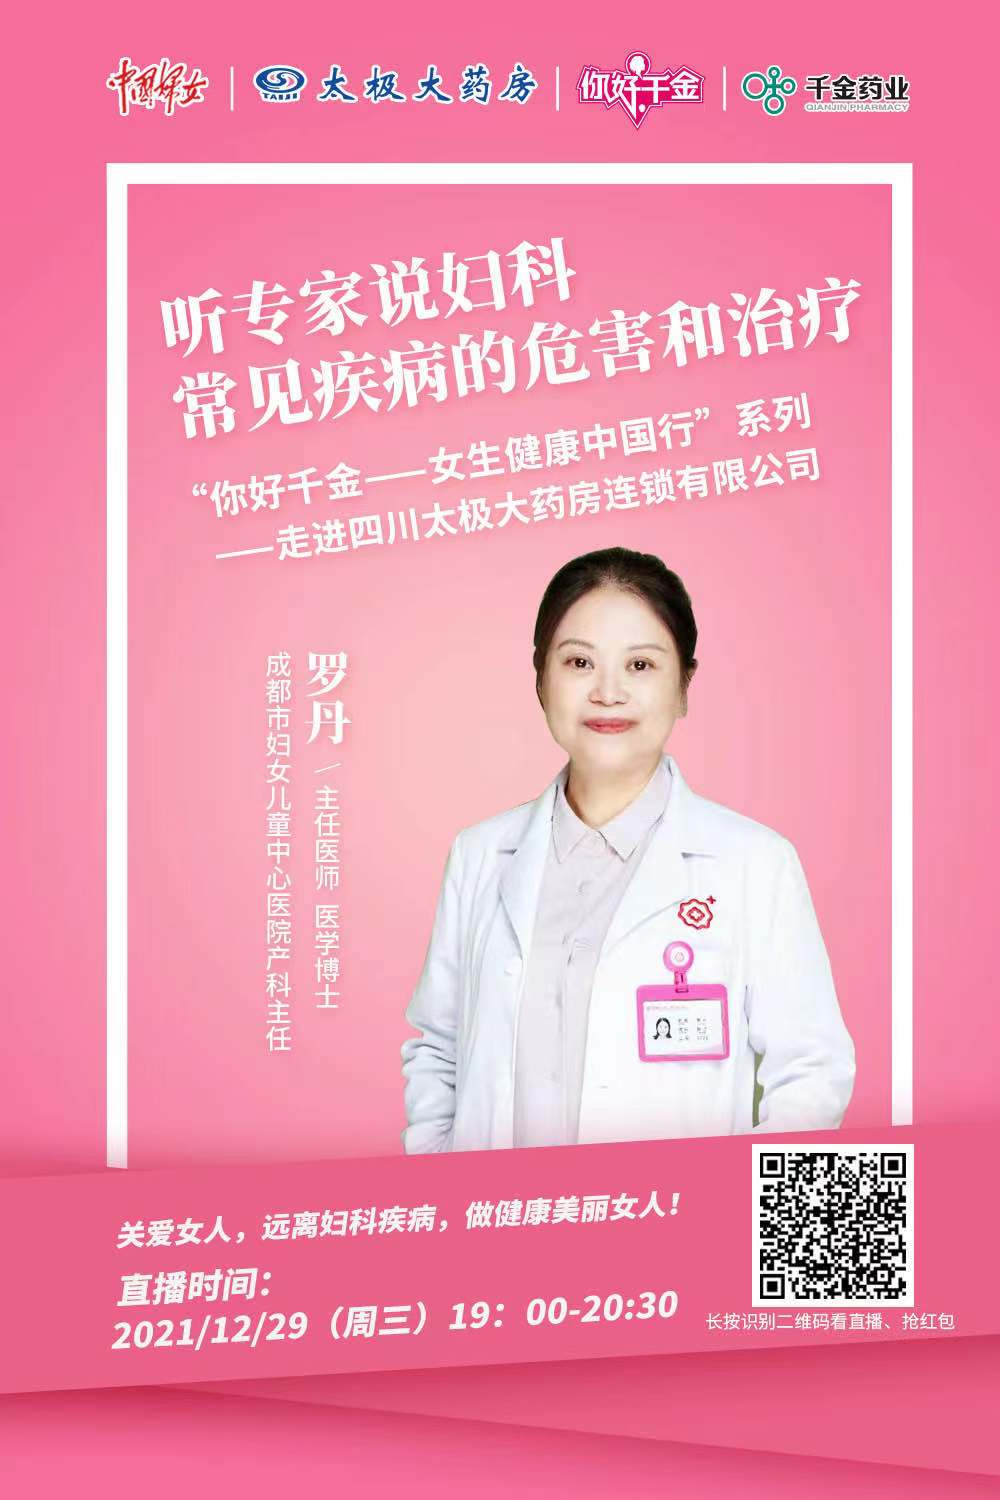 中國婦女
TAIJI
太极大药房
你好千金
千金药业
QIANJIN PHARMACY
听专家说妇科
常见疾病的危害和治疗
“你好千金——女生健康中国行”系列
——走进四川太极大药房连锁有限公司
罗丹/主任医师 医学博士
成都市妇女儿童中心医院产科主任
关爱女人，远离妇科疾病，做健康美丽女人！
直播时间：
2021/12/29（周三）19：00-20:30
长按识别二维码看直播、抢红包